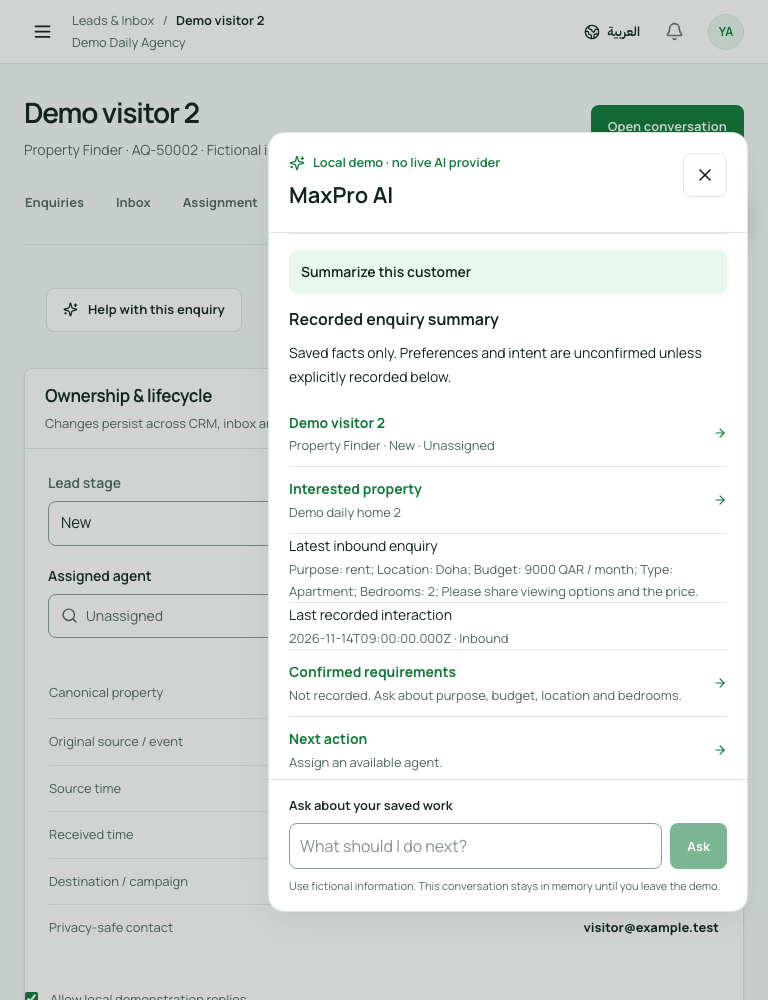 Leads & Inbox / Demo visitor 2
Demo Daily Agency
العربية
YA
Demo visitor 2
Open conversation
Property Finder · AQ-50002 · Fictional
Enquiries Inbox Assignment
Help with this enquiry
Ownership & lifecycle
Changes persist across CRM, inbox
Lead stage
New
Assigned agent
Unassigned
Canonical property
Original source / event
Source time
Received time
Destination / campaign
Privacy-safe contact
visitor@example.test
Allow local demonstration replies
Local demo · no live AI provider
MaxPro AI
Summarize this customer
Recorded enquiry summary
Saved facts only. Preferences and intent are unconfirmed unless
explicitly recorded below.
Demo visitor 2
Property Finder · New · Unassigned
Interested property
Demo daily home 2
Latest inbound enquiry
Purpose: rent; Location: Doha; Budget: 9000 QAR / month; Type:
Apartment; Bedrooms: 2; Please share viewing options and the price.
Last recorded interaction
2026-11-14T09:00:00.000Z · Inbound
Confirmed requirements
Not recorded. Ask about purpose, budget, location and bedrooms.
Next action
Assign an available agent.
Ask about your saved work
What should I do next?
Ask
Use fictional information. This conversation stays in memory until you leave the demo.